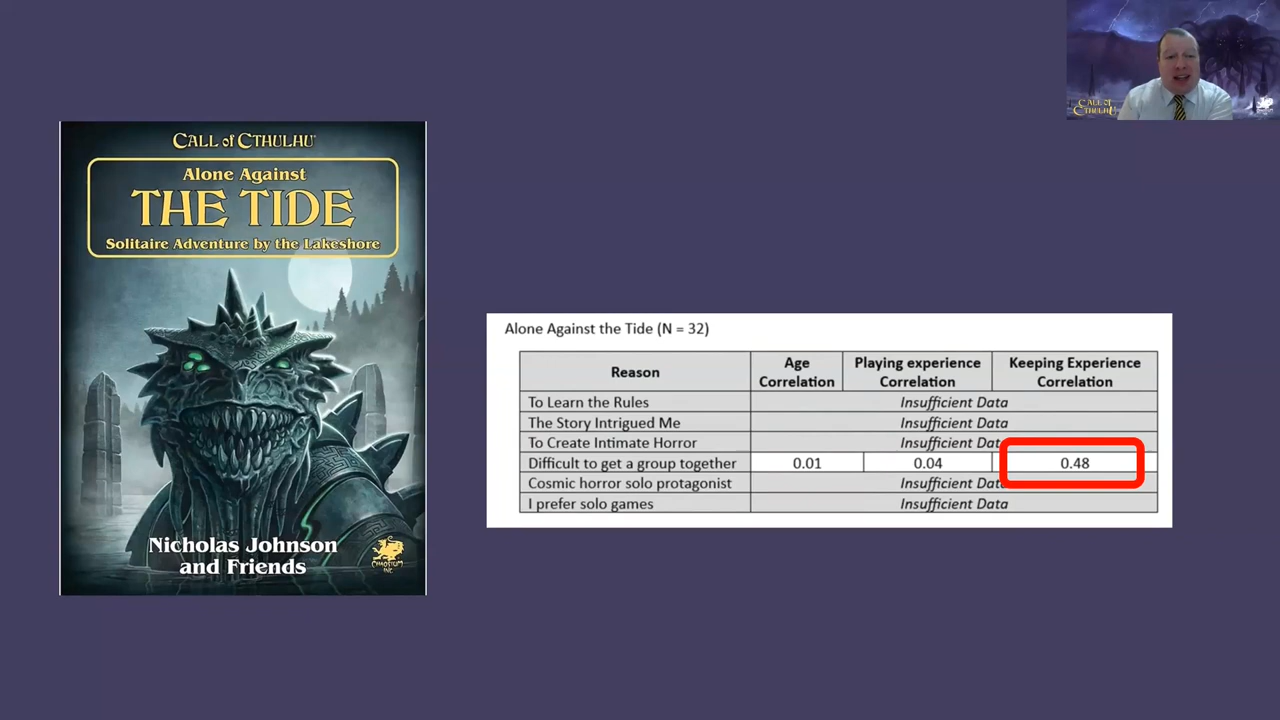 CALL of CTHULHU
CALL of CTHULHU®
Alone Against
THE TIDE
Solitaire Adventure by the Lakeshore
Nicholas Johnson
and Friends
CHAOSIUM
INC.
Alone Against the Tide (N = 32)
Reason Age Correlation Playing experience Correlation Keeping Experience Correlation
To Learn the Rules Insufficient Data
The Story Intrigued Me Insufficient Data
To Create Intimate Horror Insufficient Dat
Difficult to get a group together 0.01 0.04 0.48
Cosmic horror solo protagonist Insufficient Data
I prefer solo games Insufficient Data